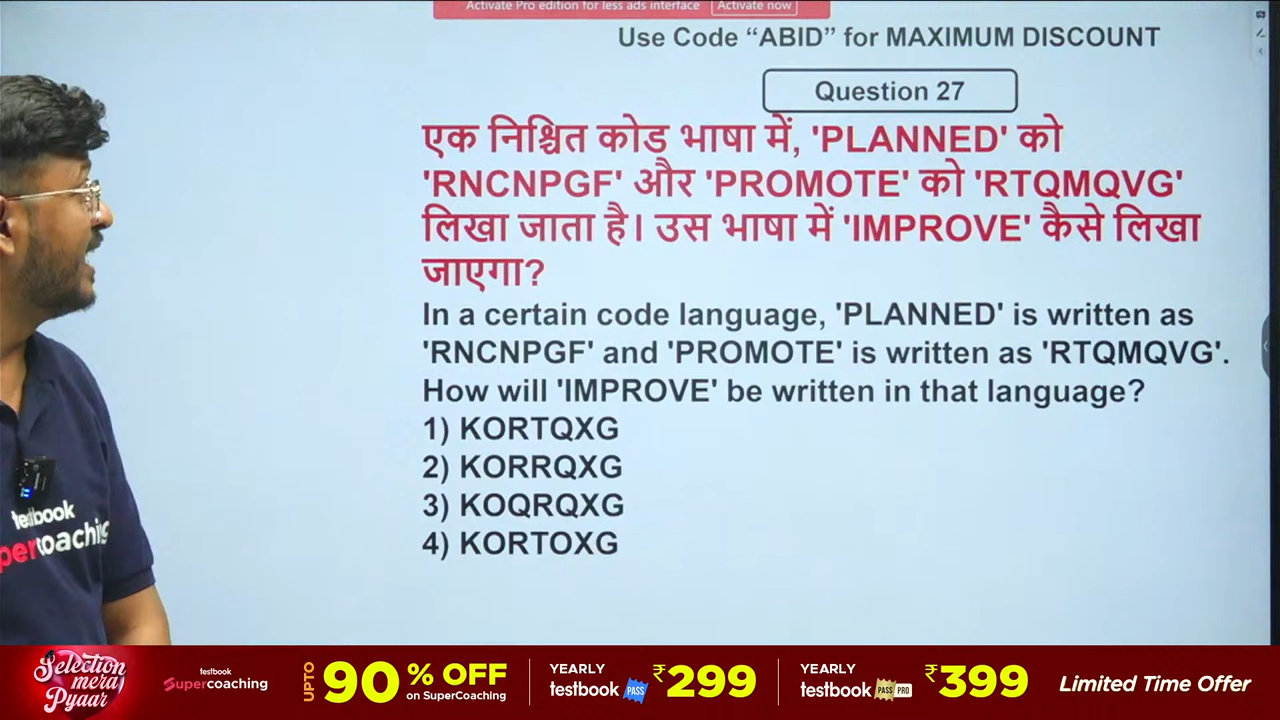 Activate Pro edition for less ads interface Activate now
Use Code “ABID” for MAXIMUM DISCOUNT
Question 27
एक निश्चित कोड भाषा में, 'PLANNED' को
'RNCNPGF' और 'PROMOTE' को 'RTQMQVG'
लिखा जाता है। उस भाषा में 'IMPROVE' कैसे लिखा
जाएगा?
In a certain code language, 'PLANNED' is written as
'RNCNPGF' and 'PROMOTE' is written as 'RTQMQVG'.
How will 'IMPROVE' be written in that language?
1) KORTQXG
2) KORRQXG
3) KOQRQXG
4) KORTOXG
testbook
Selection
mera
Pyaar
testbook
Supercoaching
UPTO
90% OFF
on SuperCoaching
YEARLY
testbook PASS
₹299
YEARLY
testbook PASS PRO
₹399
Limited Time Offer